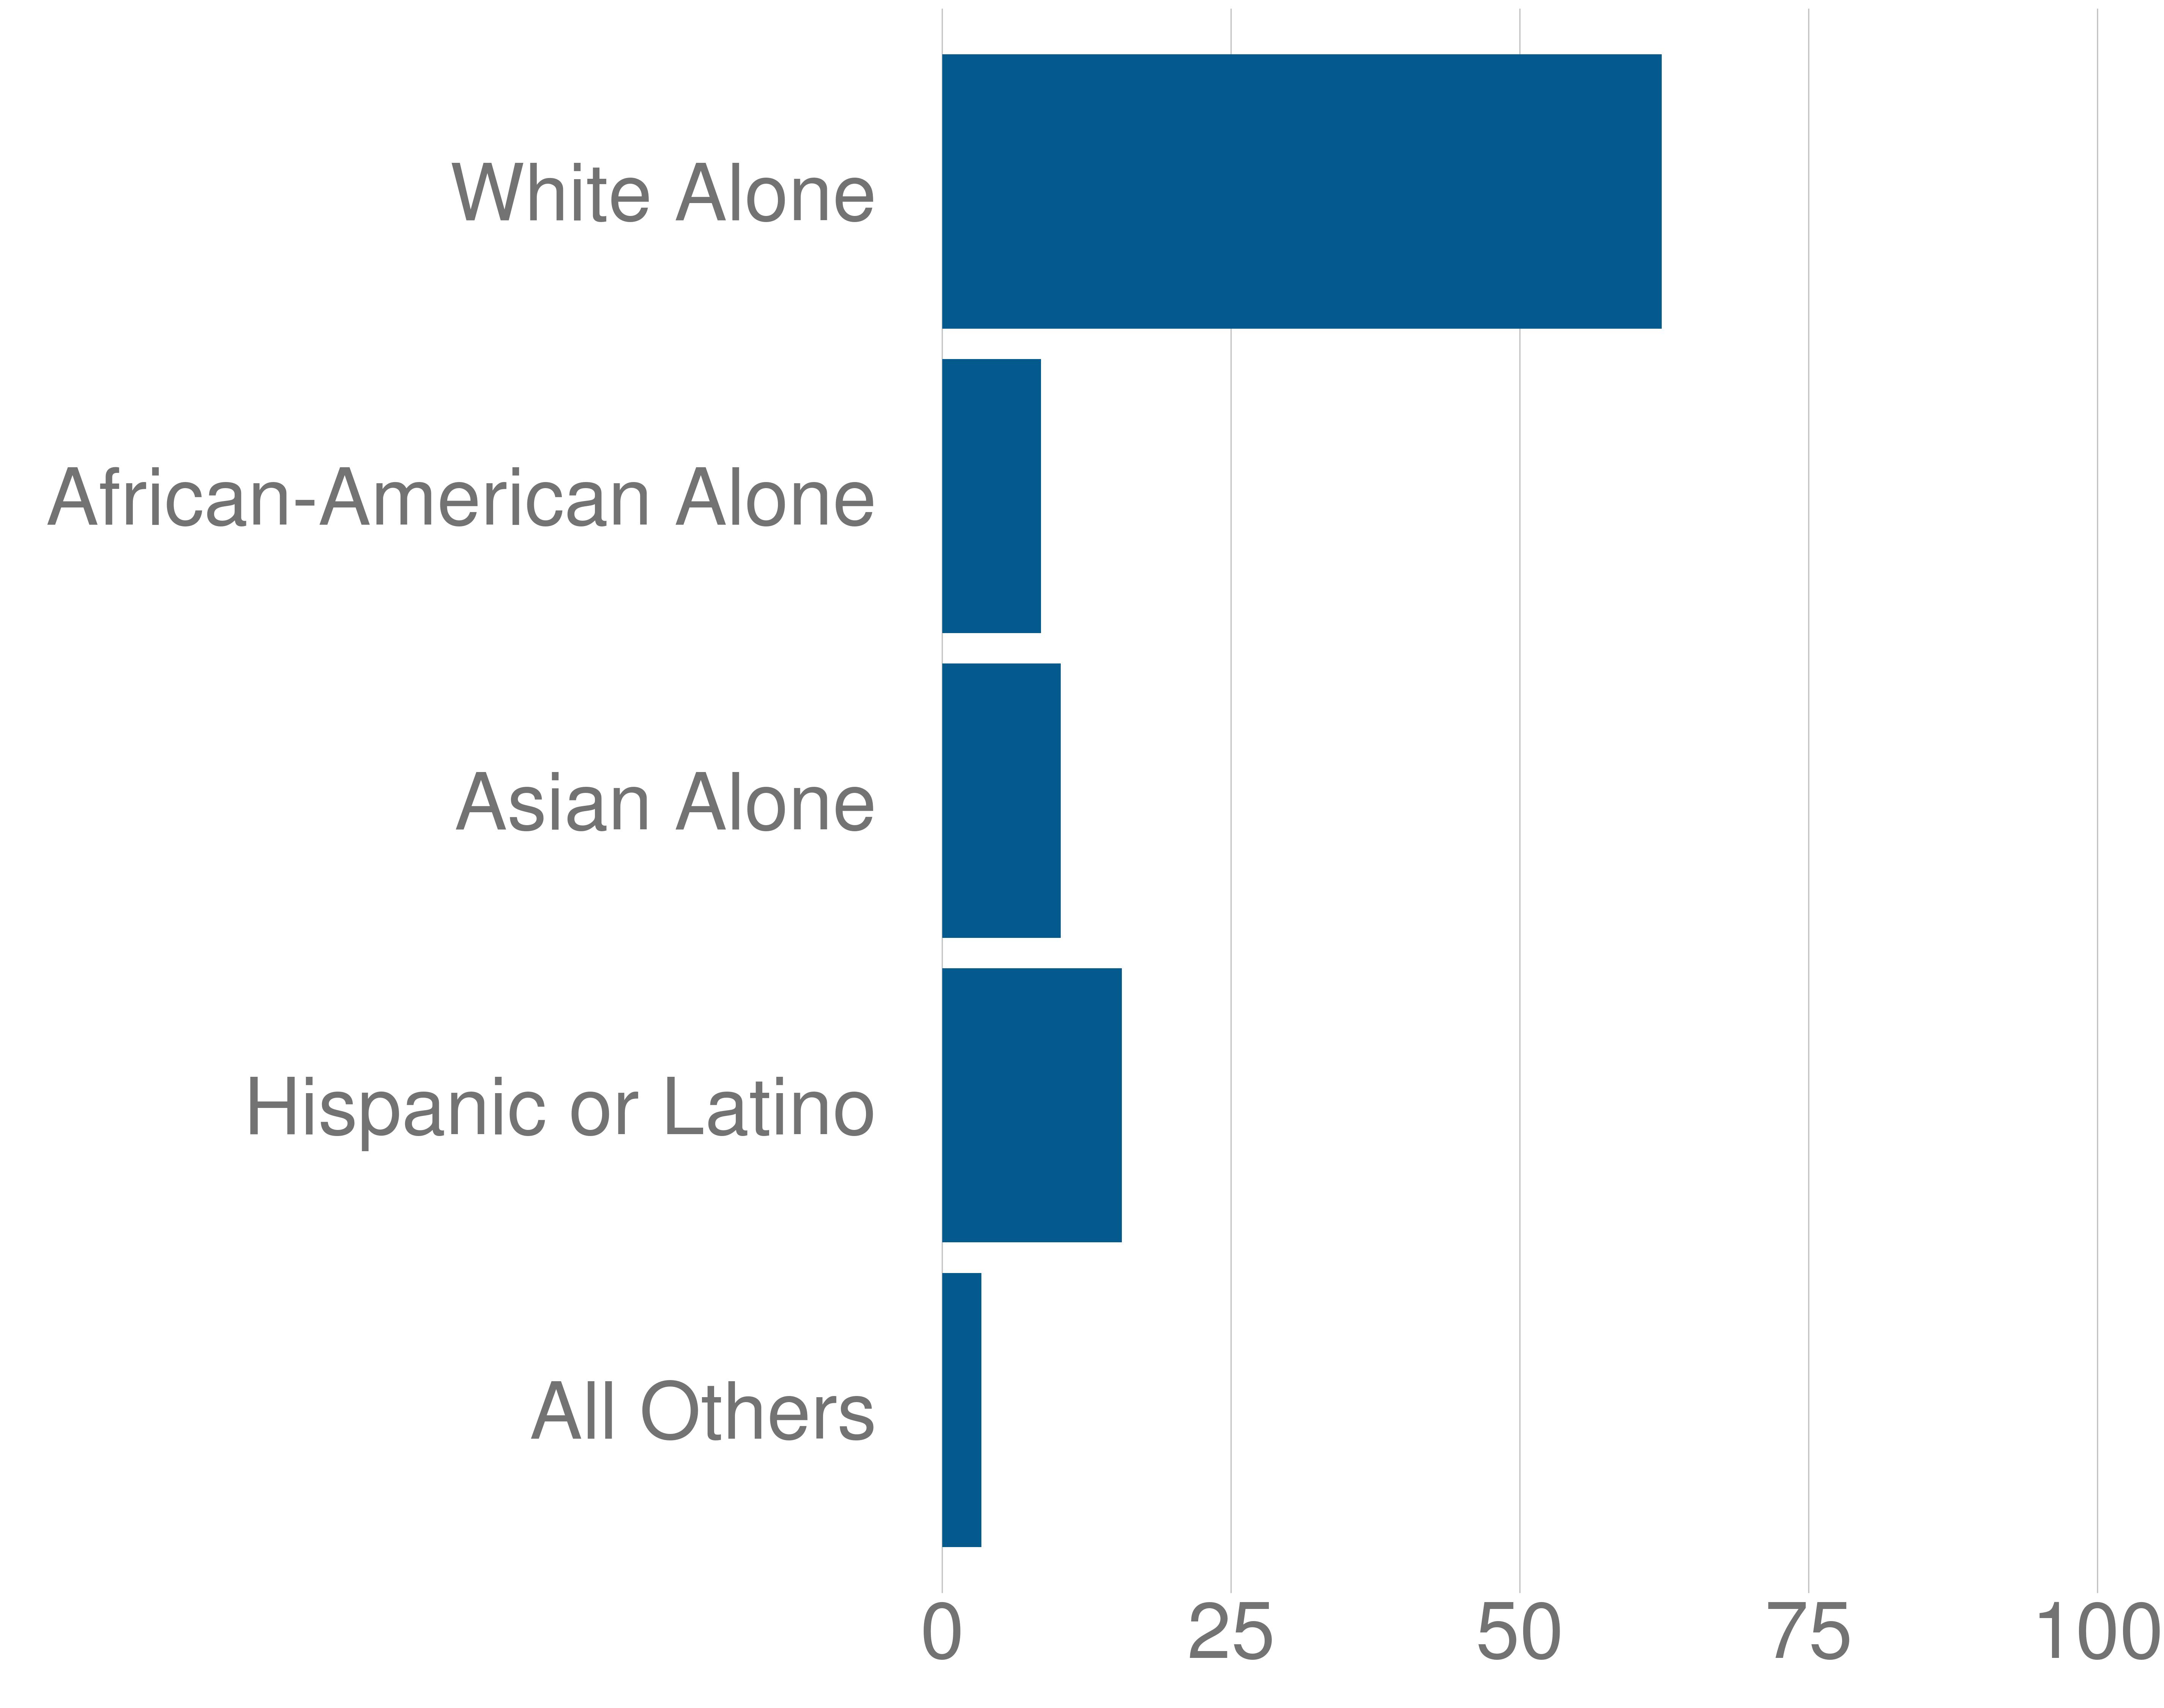 White Alone
African-American Alone
Asian Alone
Hispanic or Latino
All Others
0 25 50 75 100